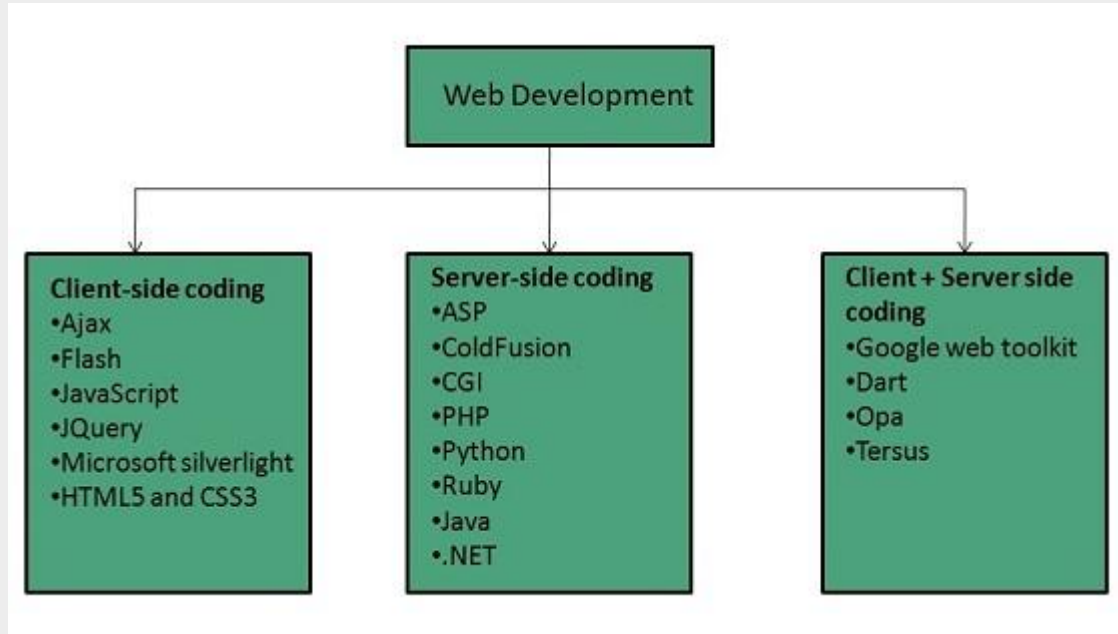 Web Development
Client-side coding
•Ajax
•Flash
•JavaScript
•JQuery
•Microsoft silverlight
•HTML5 and CSS3
Server-side coding
•ASP
•ColdFusion
•CGI
•PHP
•Python
•Ruby
•Java
•.NET
Client + Server side
coding
•Google web toolkit
•Dart
•Opa
•Tersus